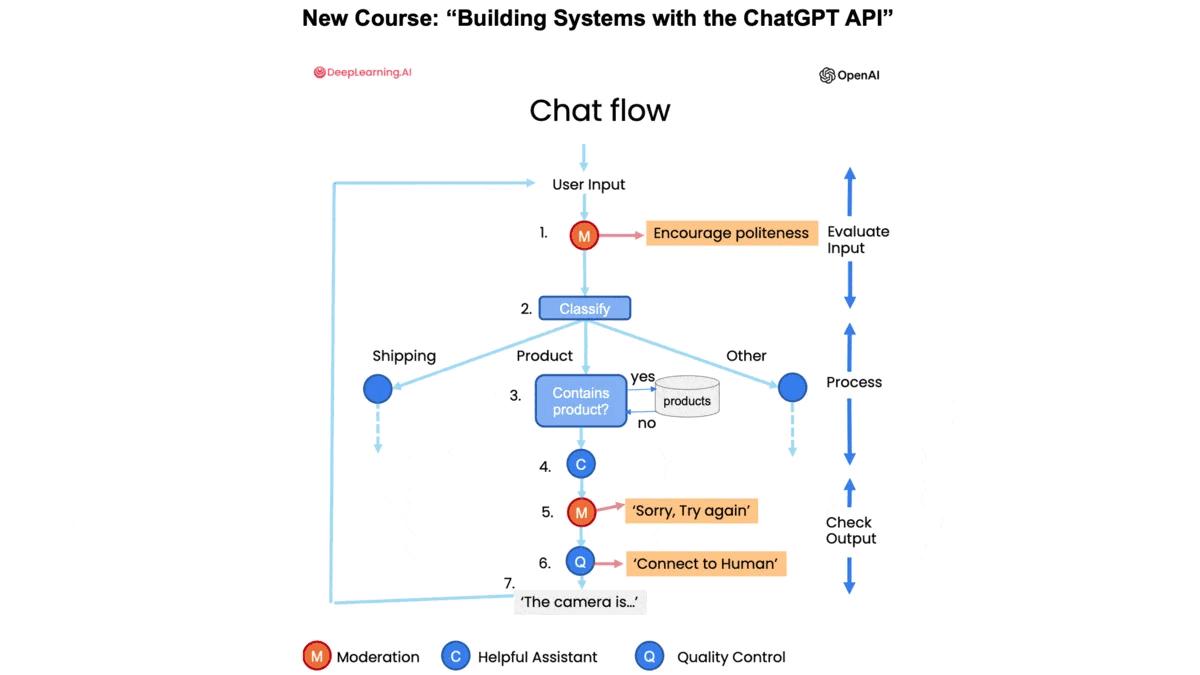 New Course: “Building Systems with the ChatGPT API”
DeepLearning.AI
OpenAI
Chat flow
User Input
1.
M
Encourage politeness
Evaluate
Input
2.
Classify
Shipping
Product
Other
3.
Contains
product?
yes
products
no
Process
4.
C
5.
M
‘Sorry, Try again’
Check
Output
6.
Q
‘Connect to Human’
7.
‘The camera is...’
M Moderation
C Helpful Assistant
Q Quality Control